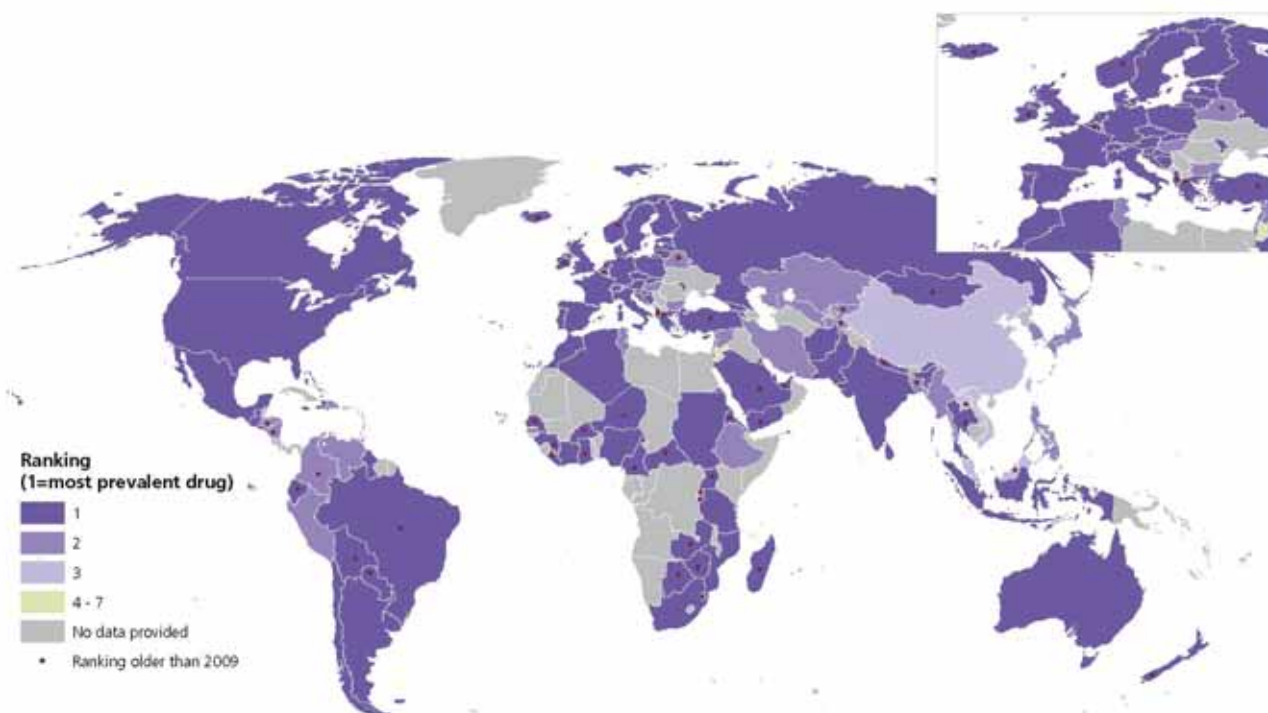 Ranking
(1=most prevalent drug)
1
2
3
4 - 7
No data provided
Ranking older than 2009